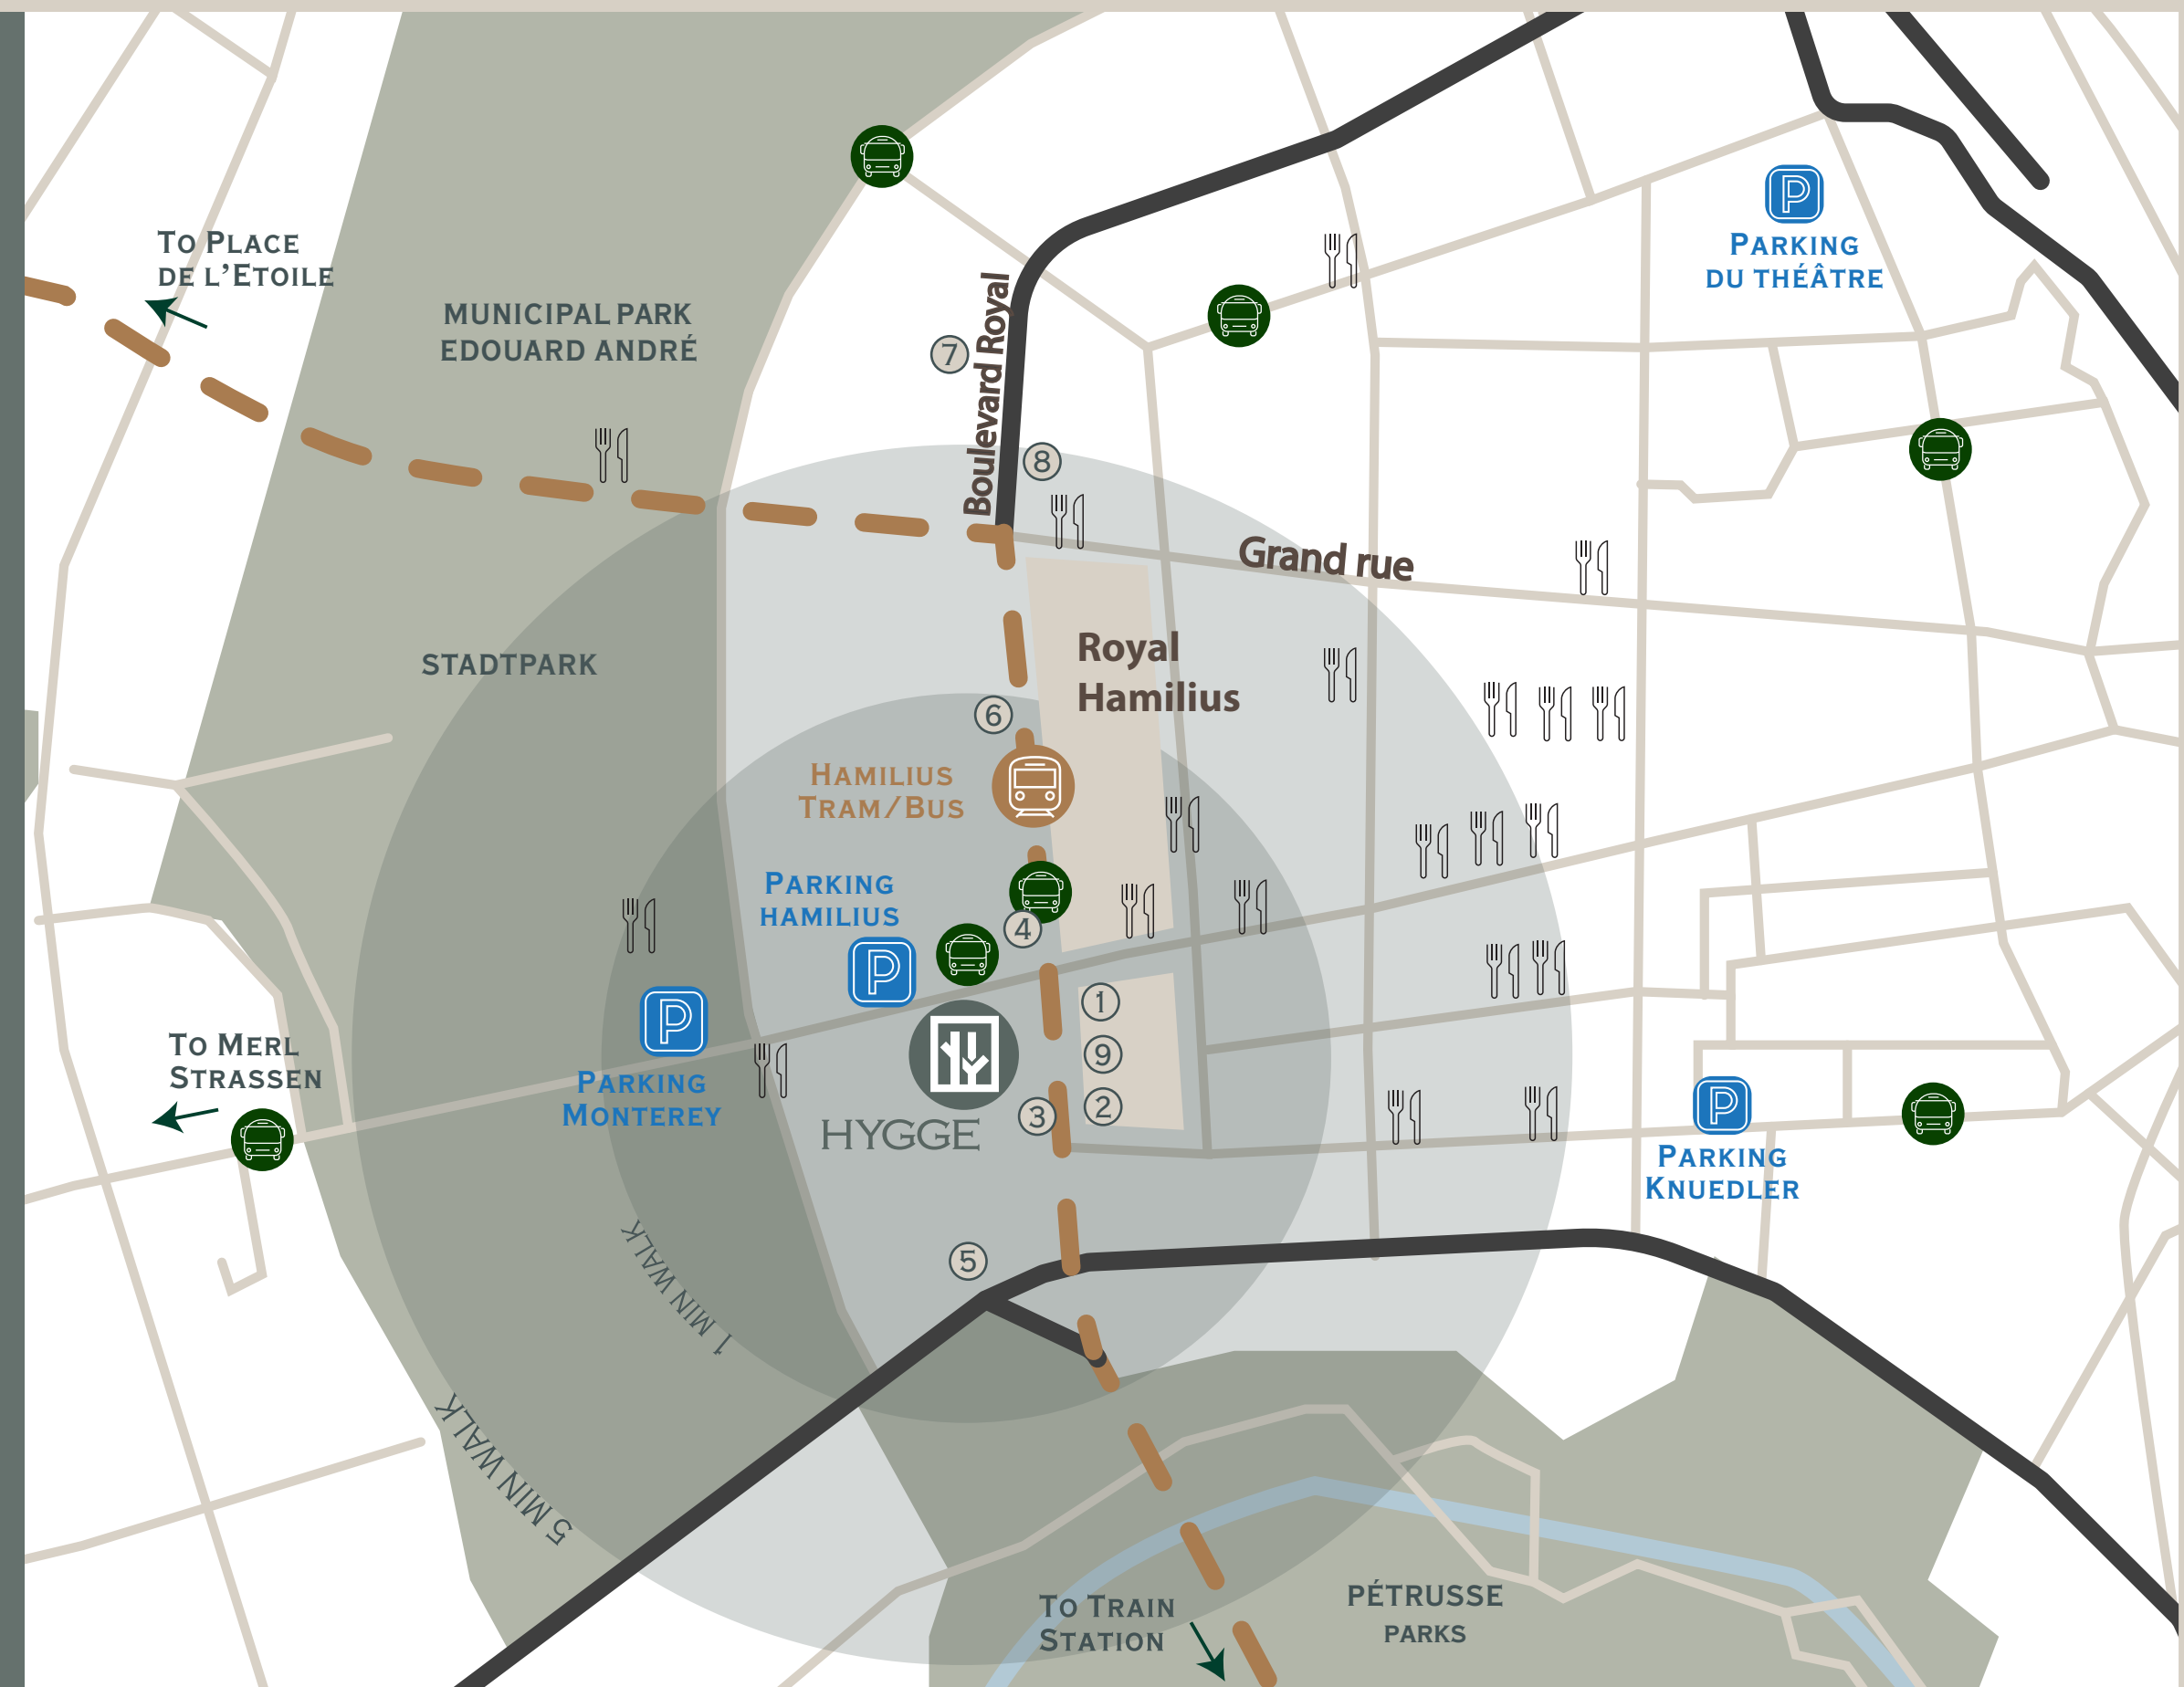 To Place
de l'Etoile
MUNICIPAL PARK
EDOUARD ANDRÉ
Boulevard Royal
7
8
P
Parking
du théâtre
Grand rue
STADTPARK
Royal
Hamilius
6
Hamilius
Tram/Bus
Parking
hamilius
P
4
1
9
2
3
HYGGE
P
Parking
Monterey
To Merl
Strassen
P
Parking
Knuedler
5
1 MIN WALK
5 MIN WALK
To Train
Station
PÉTRUSSE
PARKS